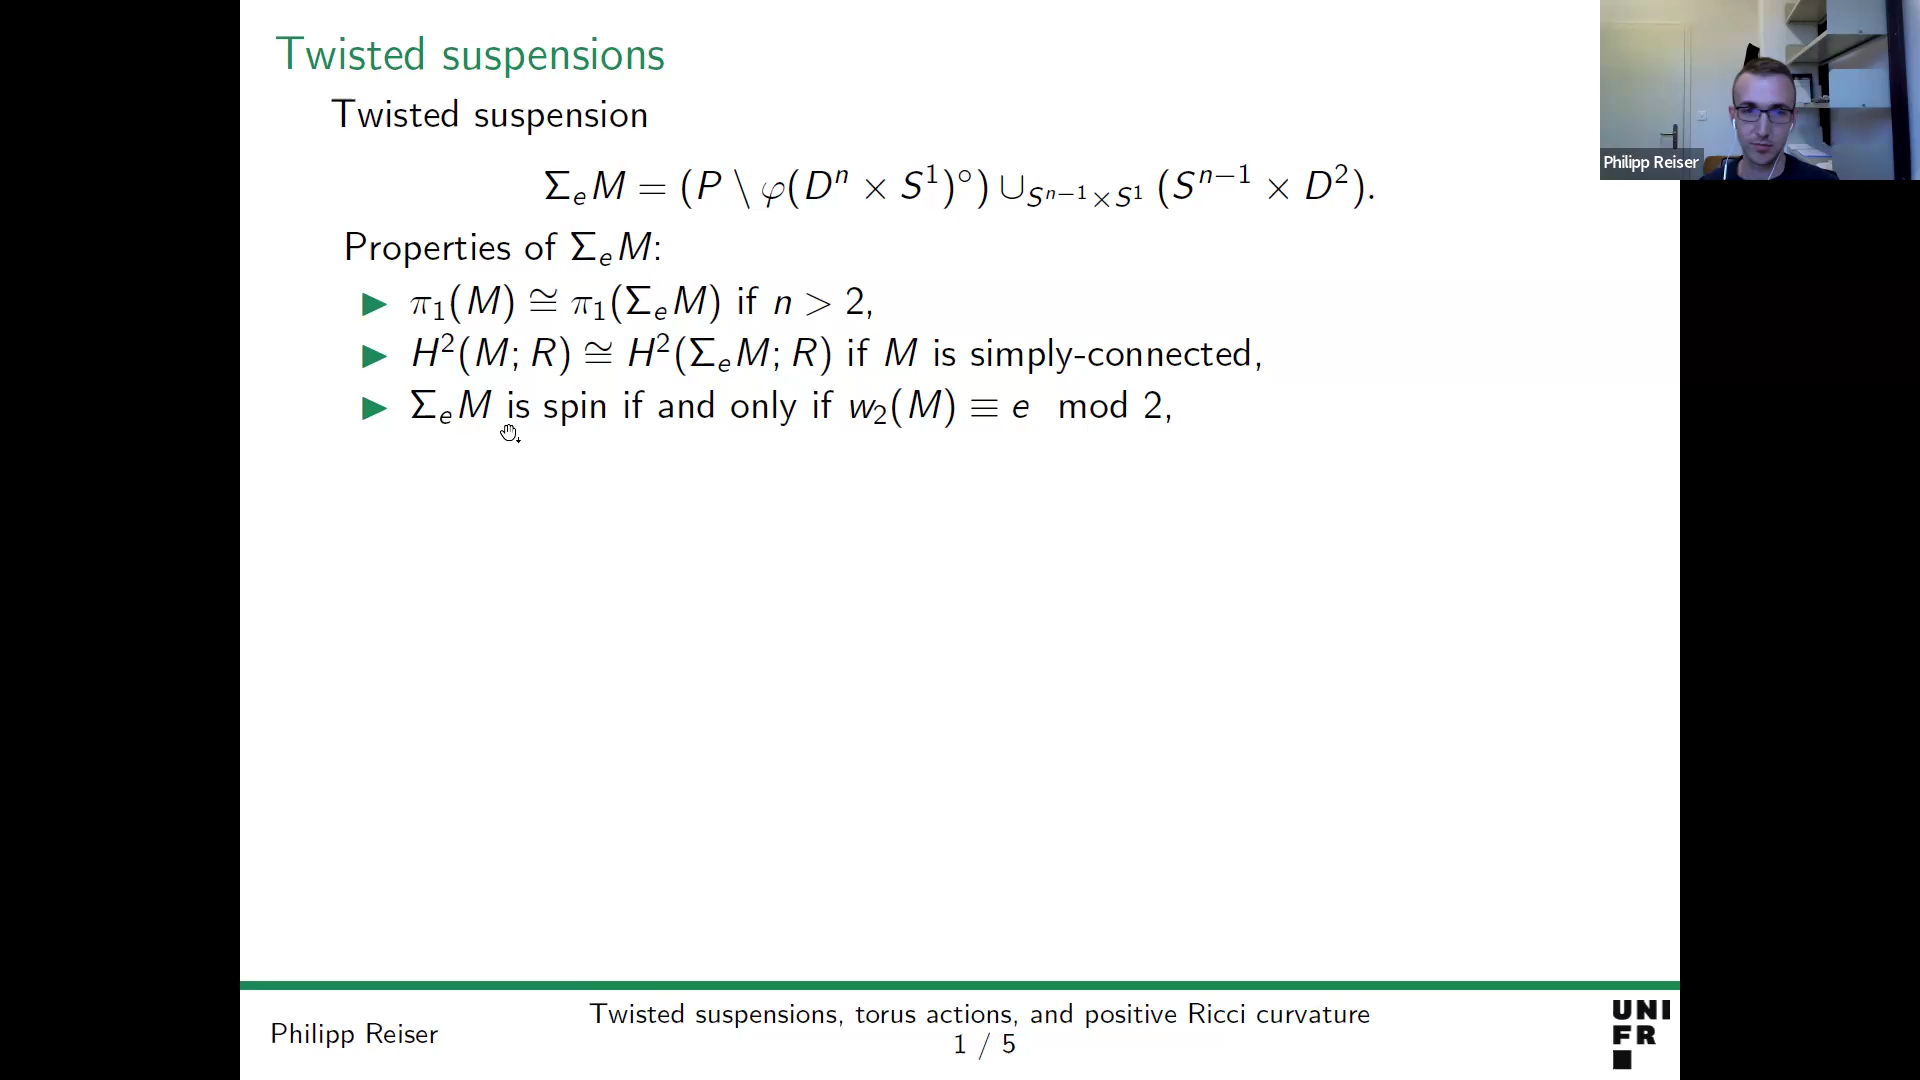 Twisted suspensions
Twisted suspension
Σ_e M = (P \ φ(D^n × S^1)°) ∪_{S^{n−1}×S^1} (S^{n−1} × D^2).
Properties of Σ_e M:
▶ π_1(M) ≅ π_1(Σ_e M) if n > 2,
▶ H^2(M; R) ≅ H^2(Σ_e M; R) if M is simply-connected,
▶ Σ_e M is spin if and only if w_2(M) ≡ e mod 2,
Philipp Reiser
Philipp Reiser
Twisted suspensions, torus actions, and positive Ricci curvature
1 / 5
UNI
FR